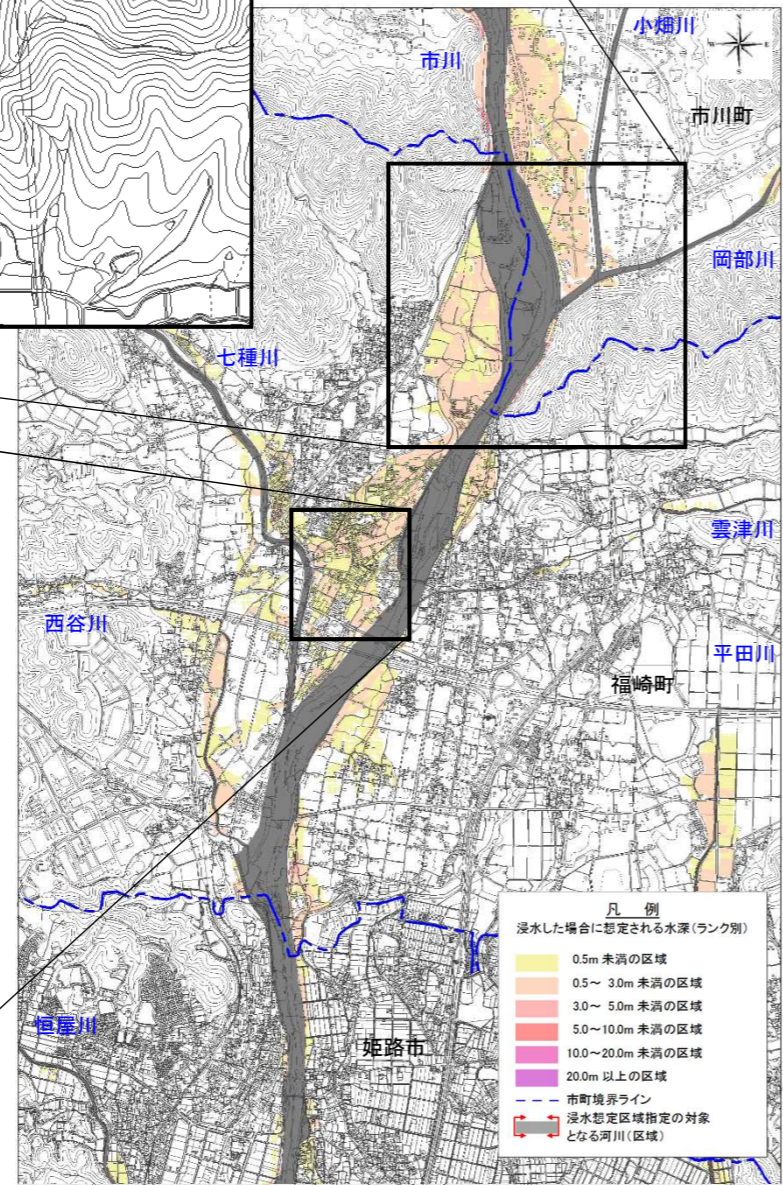 小畑川
N
W E
S
市川
市川町
岡部川
七種川
雲津川
西谷川
平田川
福崎町
凡 例
浸水した場合に想定される水深(ランク別)
0.5m 未満の区域
0.5～ 3.0m 未満の区域
3.0～ 5.0m 未満の区域
5.0～10.0m 未満の区域
10.0～20.0m 未満の区域
20.0m 以上の区域
市町境界ライン
浸水想定区域指定の対象
となる河川(区域)
恒屋川
姫路市